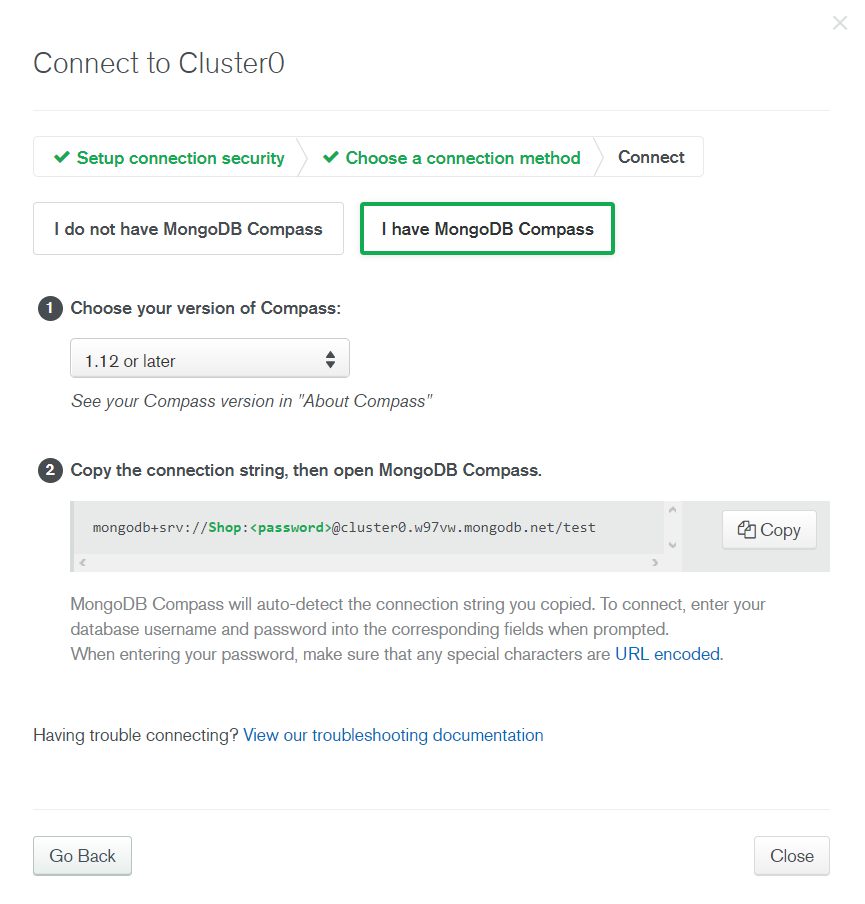 Connect to Cluster0
Setup connection security
Choose a connection method
Connect
I do not have MongoDB Compass
I have MongoDB Compass
1 Choose your version of Compass:
1.12 or later
See your Compass version in "About Compass"
2 Copy the connection string, then open MongoDB Compass.
mongodb+srv://Shop:<password>@cluster0.w97vw.mongodb.net/test
Copy
MongoDB Compass will auto-detect the connection string you copied. To connect, enter your
database username and password into the corresponding fields when prompted.
When entering your password, make sure that any special characters are URL encoded.
Having trouble connecting? View our troubleshooting documentation
Go Back
Close